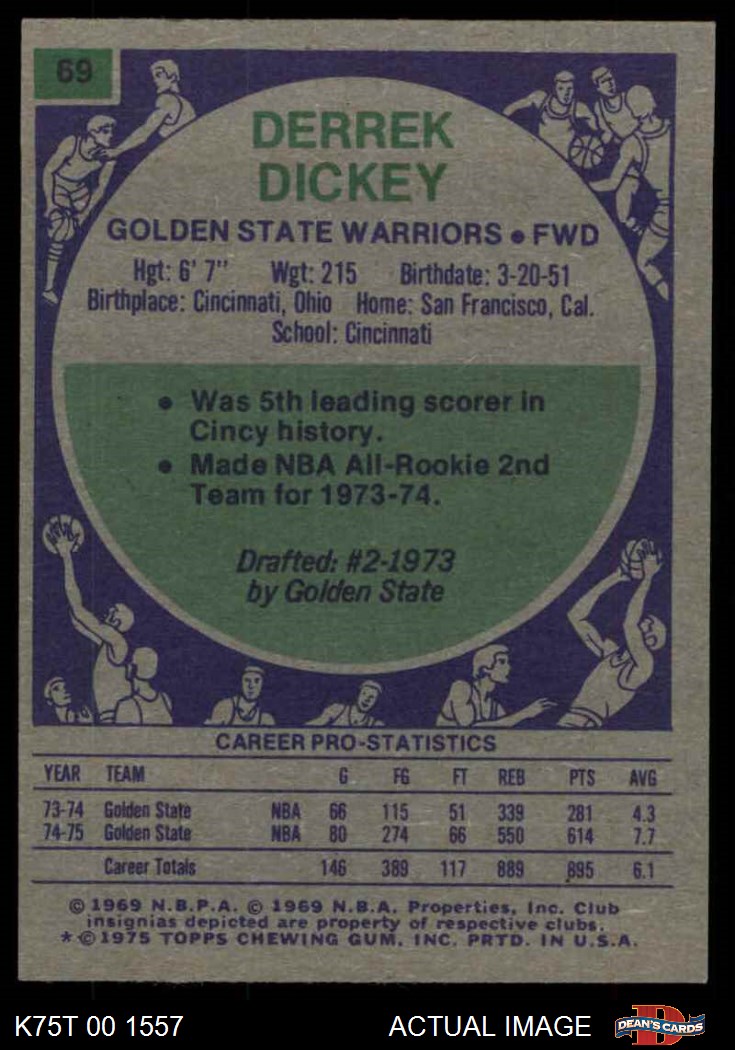 69
DERREK
DICKEY
GOLDEN STATE WARRIORS • FWD
Hgt: 6' 7" Wgt: 215 Birthdate: 3-20-51
Birthplace: Cincinnati, Ohio Home: San Francisco, Cal.
School: Cincinnati
• Was 5th leading scorer in
Cincy history.
• Made NBA All-Rookie 2nd
Team for 1973-74.
Drafted: #2-1973
by Golden State
CAREER PRO-STATISTICS
YEAR TEAM G FG FT REB PTS AVG
73-74 Golden State NBA 66 115 51 339 281 4.3
74-75 Golden State NBA 80 274 66 550 614 7.7
Career Totals 146 389 117 889 895 6.1
© 1969 N.B.P.A. © 1969 N.B.A. Properties, Inc. Club
insignias depicted are property of respective clubs.
* © 1975 TOPPS CHEWING GUM, INC. PRTD. IN U.S.A.
K75T 00 1557 ACTUAL IMAGE D DEAN'S CARDS